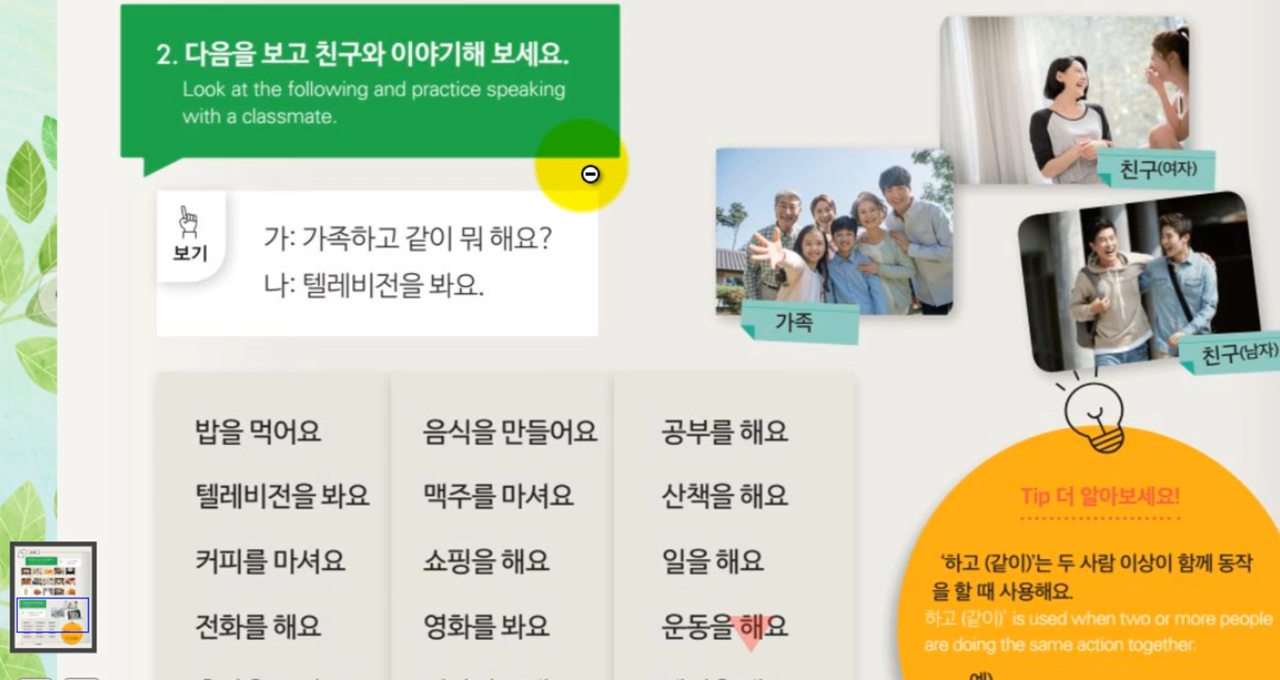 2. 다음을 보고 친구와 이야기해 보세요.
Look at the following and practice speaking
with a classmate.
보기
가: 가족하고 같이 뭐 해요?
나: 텔레비전을 봐요.
친구(여자)
가족
친구(남자)
밥을 먹어요
음식을 만들어요
공부를 해요
텔레비전을 봐요
맥주를 마셔요
산책을 해요
커피를 마셔요
쇼핑을 해요
일을 해요
전화를 해요
영화를 봐요
운동을 해요
Tip 더 알아보세요!
‘하고 (같이)’는 두 사람 이상이 함께 동작
을 할 때 사용해요.
하고 (같이)’ is used when two or more people
are doing the same action together.
예)